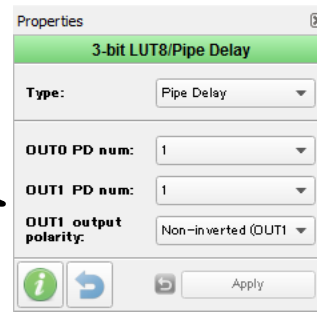 Properties
3-bit LUT8/Pipe Delay
Type: Pipe Delay
OUT0 PD num: 1
OUT1 PD num: 1
OUT1 output polarity: Non-inverted (OUT1
Apply